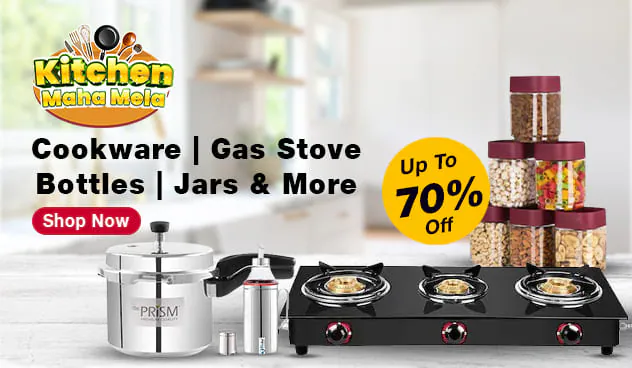 Kitchen
Maha Mela
Cookware | Gas Stove
Bottles | Jars & More
Shop Now
Up To
70%
Off
PRISM